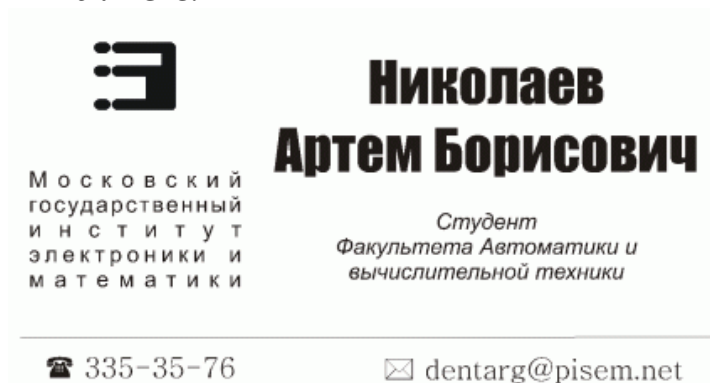 Московский
государственный
институт
электроники и
математики
Николаев
Артем Борисович
Студент
Факультета Автоматики и
вычислительной техники
☎ 335-35-76
✉ dentarg@pisem.net